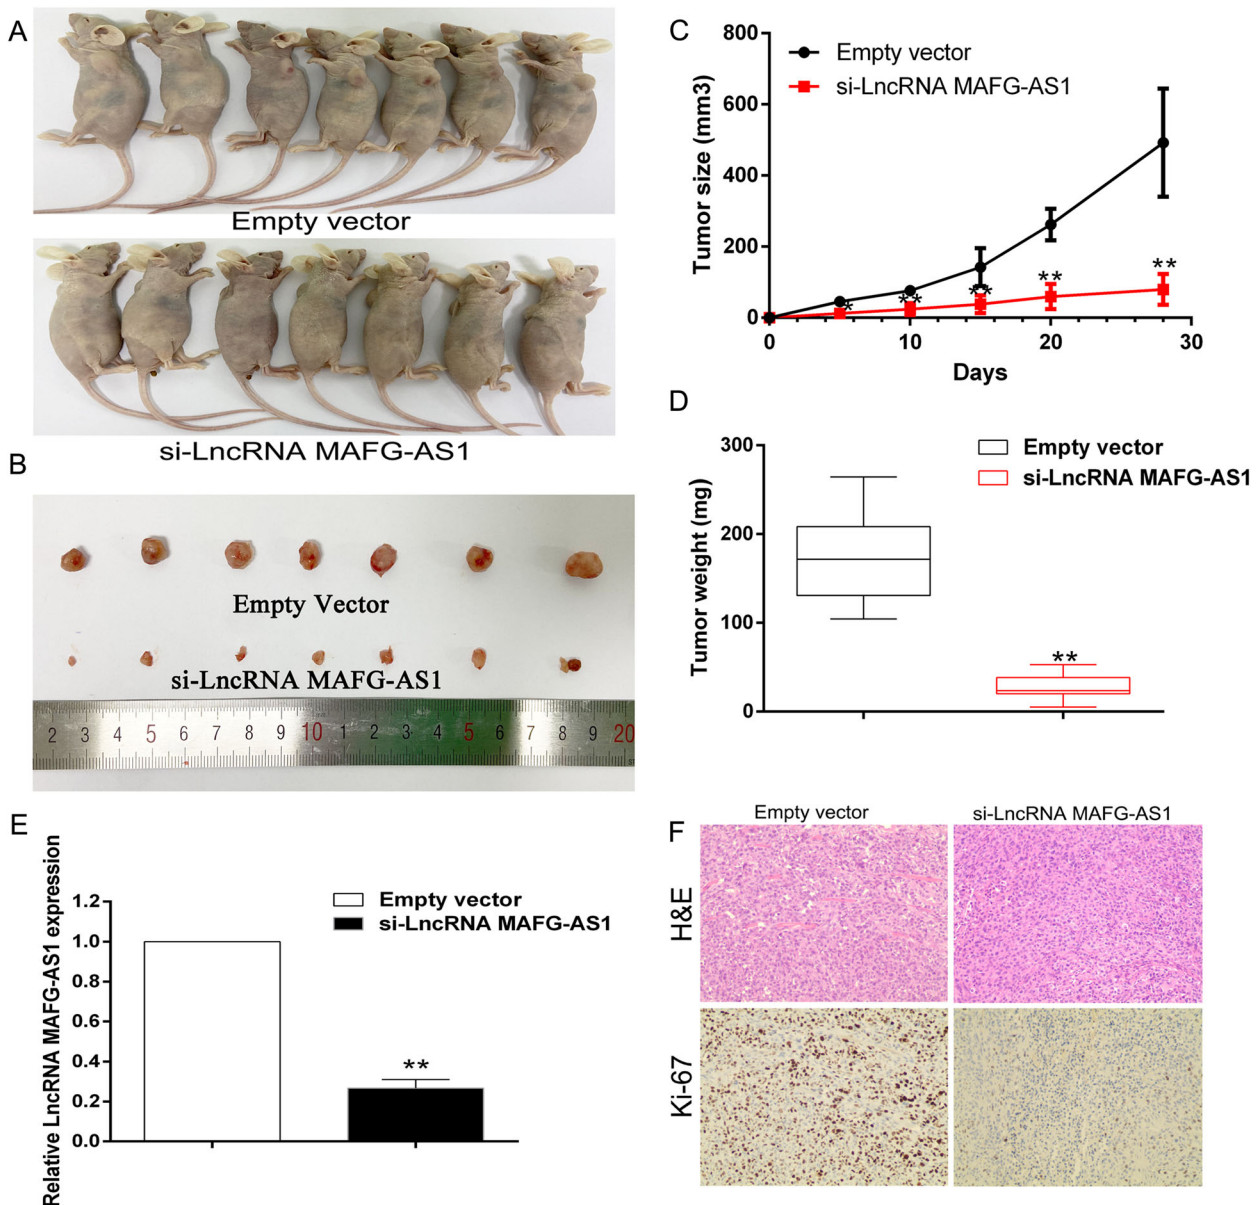 A
Empty vector
si-LncRNA MAFG-AS1
B
Empty Vector
si-LncRNA MAFG-AS1
2 3 4 5 6 7 8 9 10 1 2 3 4 5 6 7 8 9 20
C
Empty vector
si-LncRNA MAFG-AS1
Tumor size (mm3)
800
600
400
200
0
** ** ** **
0 10 20 30
Days
D
Empty vector
si-LncRNA MAFG-AS1
Tumor weight (mg)
300
200
100
0
**
E
Empty vector
si-LncRNA MAFG-AS1
Relative LncRNA MAFG-AS1 expression
1.2
1.0
0.8
0.6
0.4
0.2
0.0
**
F
Empty vector si-LncRNA MAFG-AS1
H&E
Ki-67